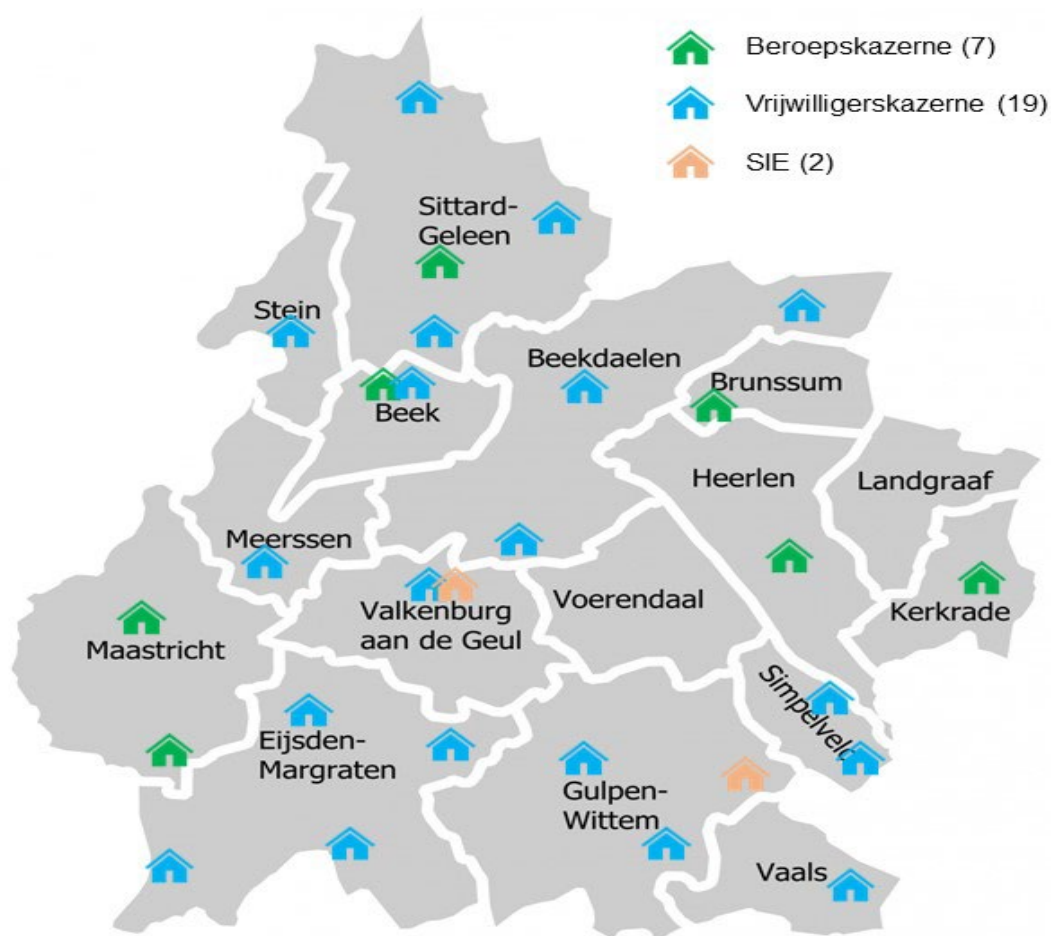 Beroepskazerne (7)
Vrijwilligerskazerne (19)
SIE (2)
Sittard-
Geleen
Stein
Beekdaelen
Brunssum
Beek
Heerlen
Landgraaf
Meerssen
Valkenburg
aan de Geul
Voerendaal
Kerkrade
Maastricht
Simpelveld
Eijsden-
Margraten
Gulpen-
Wittem
Vaals